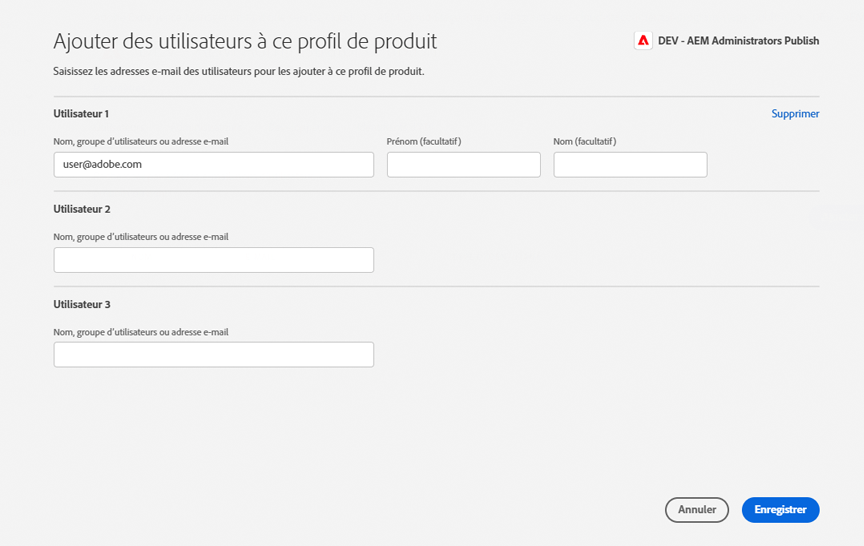 Ajouter des utilisateurs à ce profil de produit
DEV - AEM Administrators Publish
Saisissez les adresses e-mail des utilisateurs pour les ajouter à ce profil de produit.
Utilisateur 1
Supprimer
Nom, groupe d'utilisateurs ou adresse e-mail
Prénom (facultatif)
Nom (facultatif)
user@adobe.com
Utilisateur 2
Nom, groupe d'utilisateurs ou adresse e-mail
Utilisateur 3
Nom, groupe d'utilisateurs ou adresse e-mail
Annuler
Enregistrer